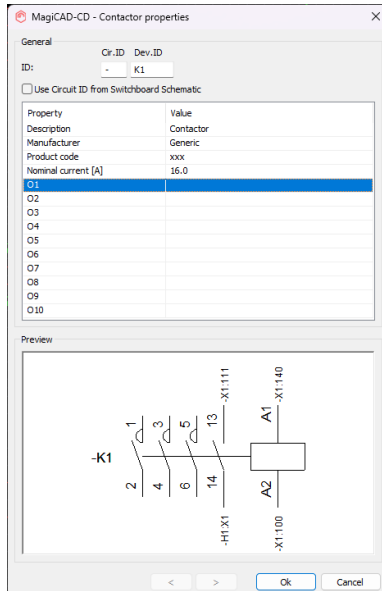 MagiCAD-CD - Contactor properties
General
Cir.ID Dev.ID
ID: - K1
Use Circuit ID from Switchboard Schematic
Property Value
Description Contactor
Manufacturer Generic
Product code xxx
Nominal current [A] 16.0
O1
O2
O3
O4
O5
O6
O7
O8
O9
O10
Preview
-X1:111
-X1:140
1
3
5
13
A1
-K1
2
4
6
14
A2
-H1:X1
-X1:100
< > Ok Cancel